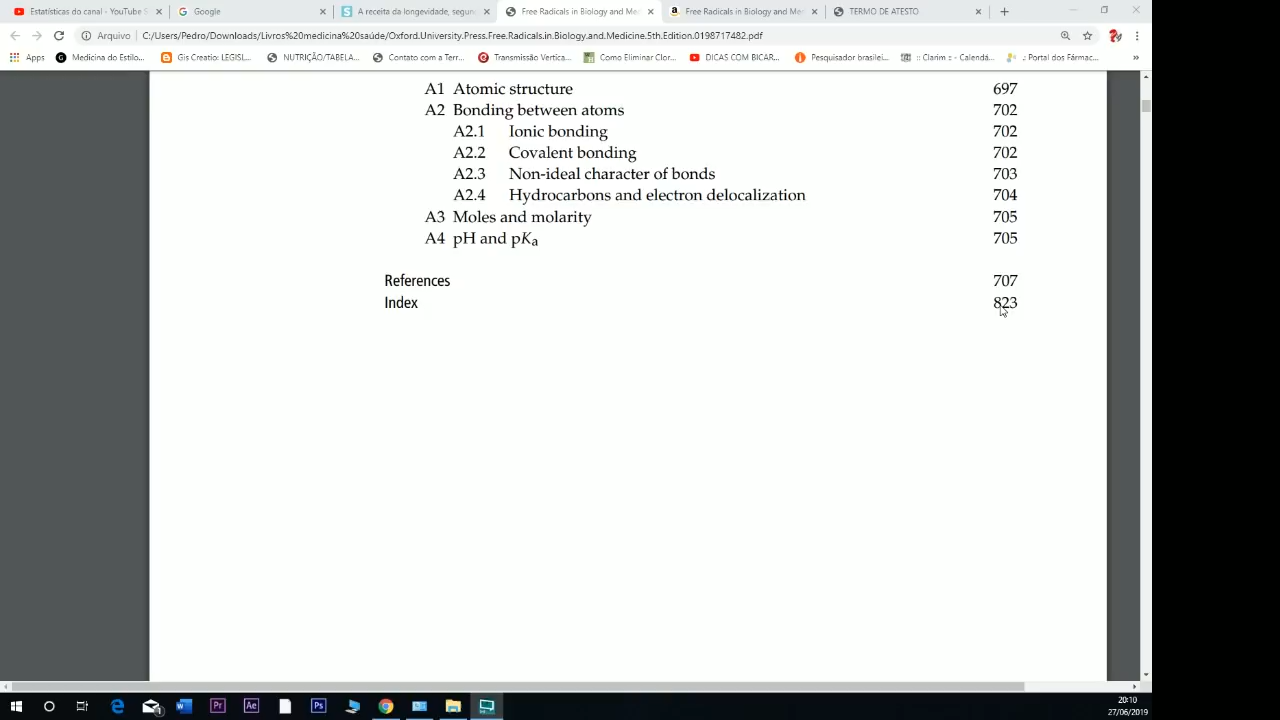 Estatísticas do canal - YouTube S
Google
A receita da longevidade, segun
Free Radicals in Biology and Med
Free Radicals in Biology and Med
TERMO DE ATESTO
Arquivo | C:/Users/Pedro/Downloads/Livros%20medicina%20saúde/Oxford.University.Press.Free.Radicals.in.Biology.and.Medicine.5th.Edition.0198717482.pdf
Apps
Medicina do Estilo...
Gis Creatio: LEGISL...
NUTRIÇÃO/TABELA...
Contato com a Terr...
Transmissão Vertica...
Como Eliminar Clor...
DICAS COM BICAR...
Pesquisador brasilei...
:: Clarim :: - Calendá...
.: Portal dos Fármac...
A1 Atomic structure 697
A2 Bonding between atoms 702
A2.1 Ionic bonding 702
A2.2 Covalent bonding 702
A2.3 Non-ideal character of bonds 703
A2.4 Hydrocarbons and electron delocalization 704
A3 Moles and molarity 705
A4 pH and pKa 705
References 707
Index 823
20:10
27/06/2019